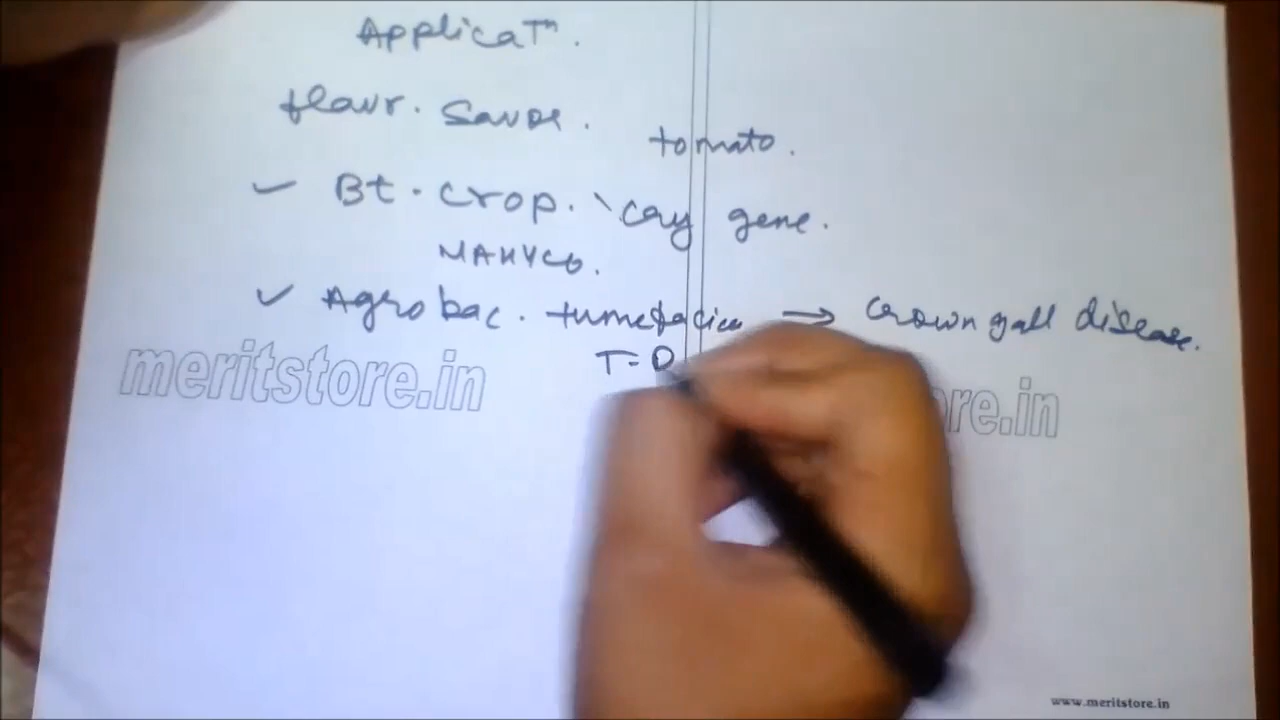 ApplicaTn.
flavr. Savor.
tomato.
Bt. crop. cry gene.
MAHYCO.
Agrobac. tumefacien → crown gall disease.
T-D
meritstore.in
re.in
www.meritstore.in